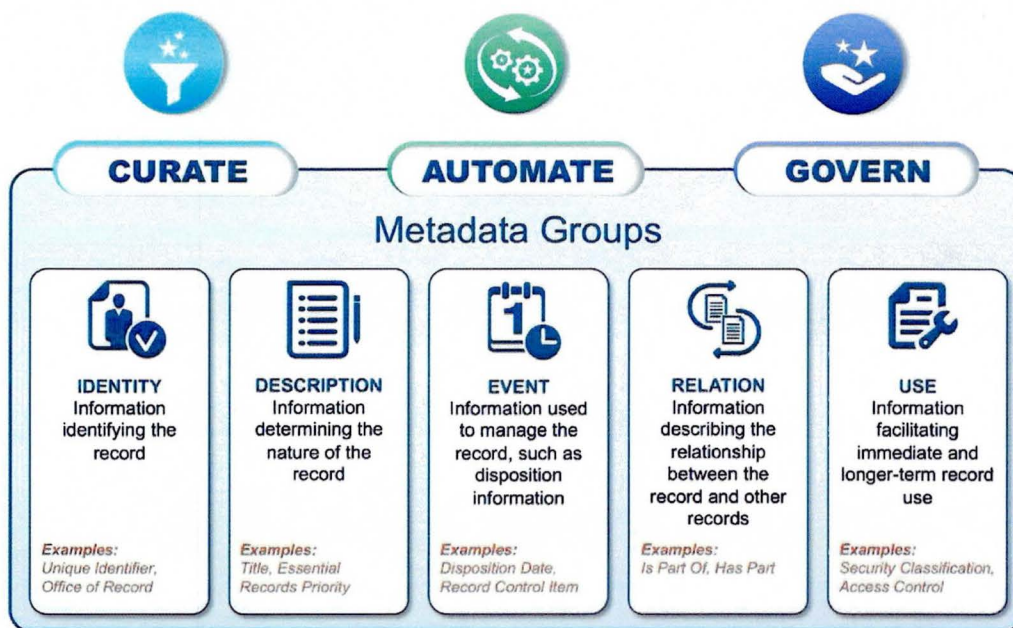 CURATE
AUTOMATE
GOVERN
Metadata Groups
IDENTITY
Information
identifying the
record
Examples:
Unique Identifier,
Office of Record
DESCRIPTION
Information
determining the
nature of the
record
Examples:
Title, Essential
Records Priority
1
EVENT
Information used
to manage the
record, such as
disposition
information
Examples:
Disposition Date,
Record Control Item
RELATION
Information
describing the
relationship
between the
record and other
records
Examples:
Is Part Of, Has Part
USE
Information
facilitating
immediate and
longer-term record
use
Examples:
Security Classification,
Access Control